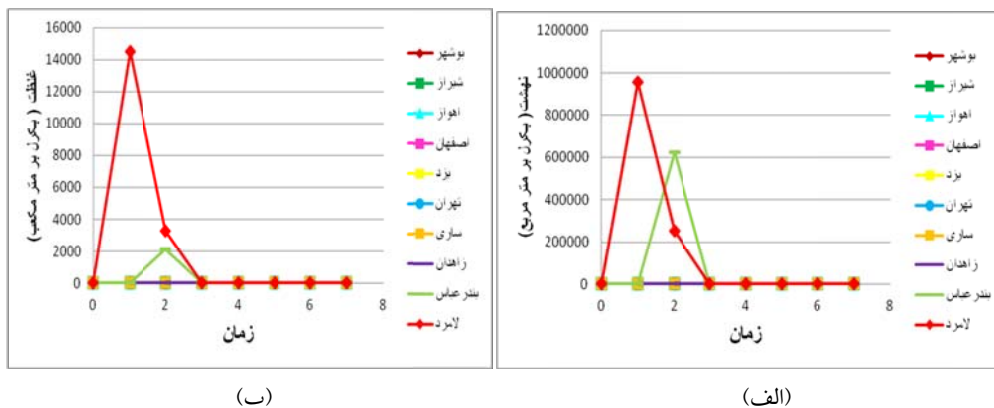 1200000
1000000
800000
600000
400000
200000
0
نهشت( بکرل بر متر مربع)
0 2 4 6 8
زمان
بوشهر
شیراز
اهواز
اصفهان
یزد
تهران
ساری
زاهدان
بندرعباس
لامرد
(الف)
16000
14000
12000
10000
8000
6000
4000
2000
0
غلظت ( بکرل بر متر مکعب)
0 2 4 6 8
زمان
بوشهر
شیراز
اهواز
اصفهان
یزد
تهران
ساری
زاهدان
بندرعباس
لامرد
(ب)